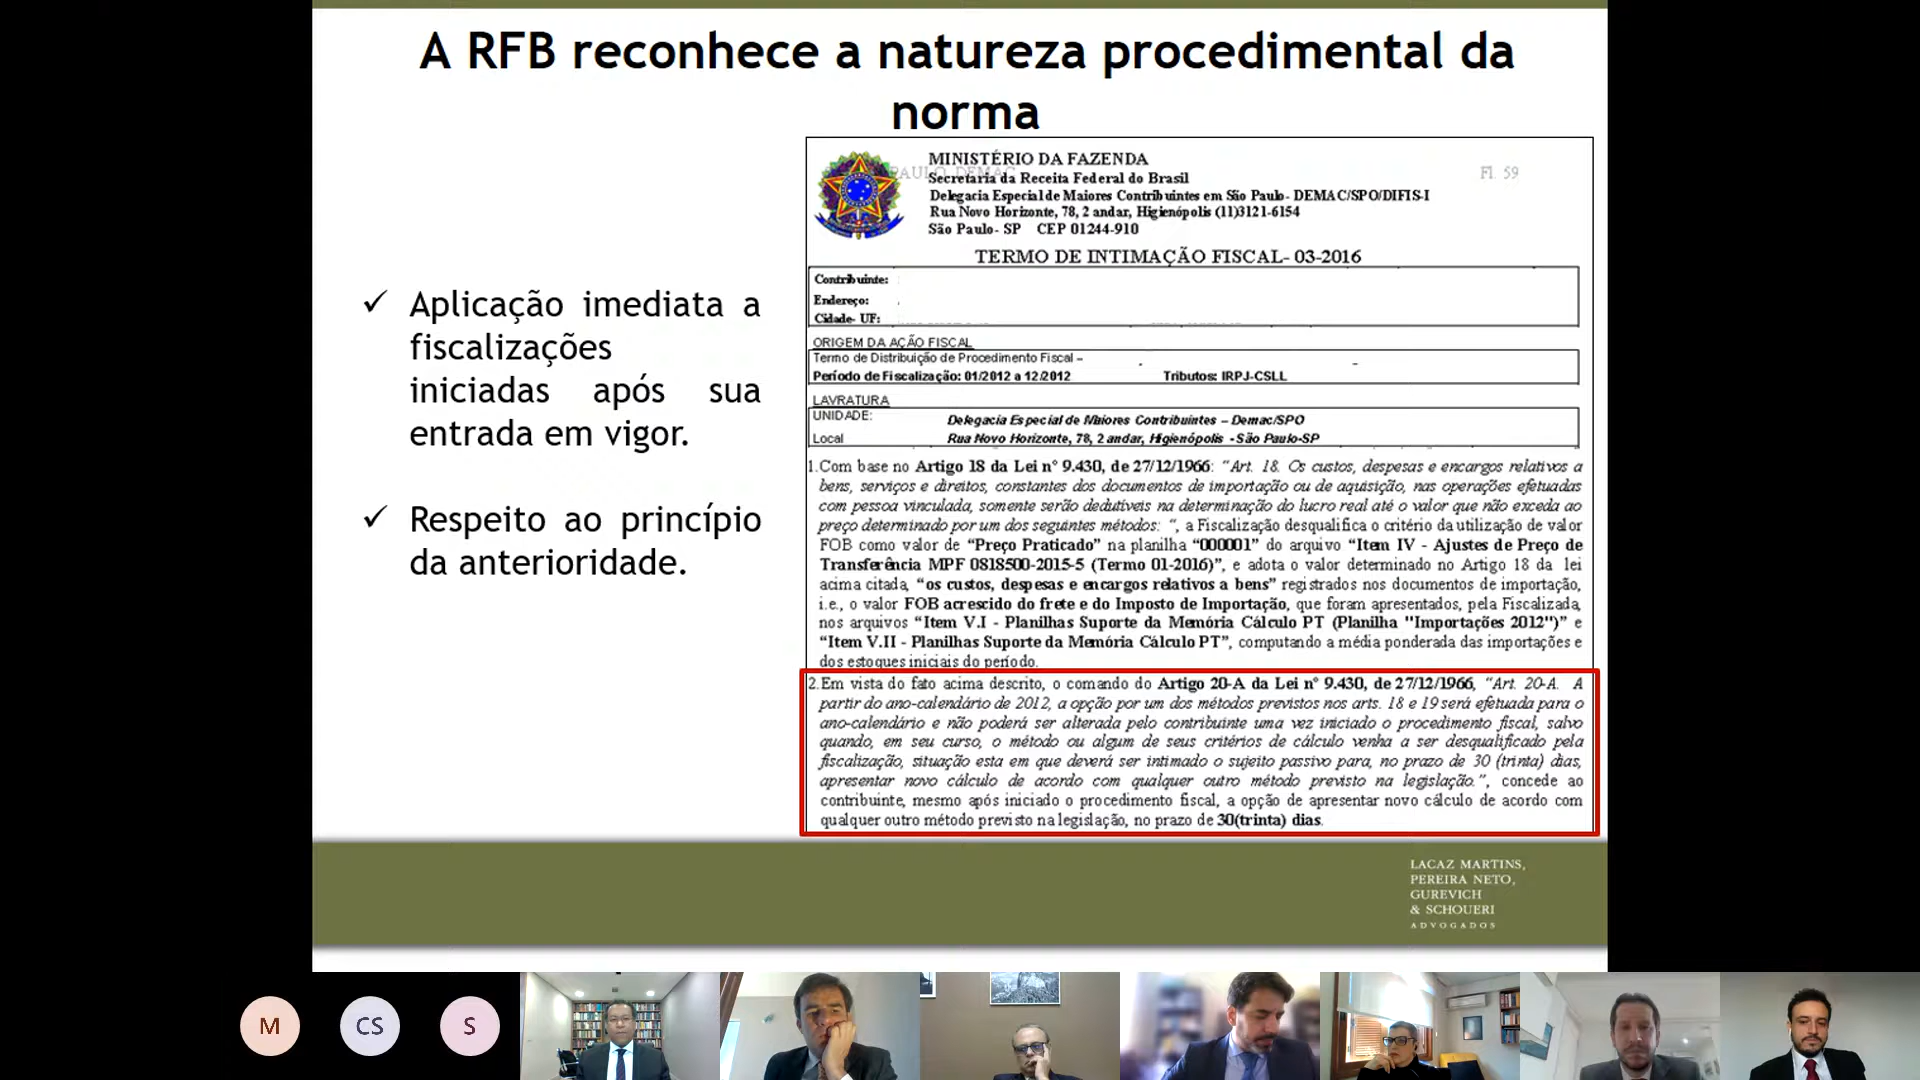 A RFB reconhece a natureza procedimental da
norma
✓ Aplicação imediata a
fiscalizações
iniciadas após sua
entrada em vigor.
✓ Respeito ao princípio
da anterioridade.
MINISTÉRIO DA FAZENDA
PAULO DEMAC
Fl. 59
Secretaria da Receita Federal do Brasil
Delegacia Especial de Maiores Contribuintes em São Paulo- DEMAC/SPO/DIFIS-I
Rua Novo Horizonte, 78, 2 andar, Higienópolis (11)3121-6154
São Paulo- SP CEP 01244-910
TERMO DE INTIMAÇÃO FISCAL- 03-2016
Contribuinte:
Endereço:
Cidade- UF:
ORIGEM DA AÇÃO FISCAL
Termo de Distribuição de Procedimento Fiscal –
Período de Fiscalização: 01/2012 a 12/2012 Tributos: IRPJ-CSLL
LAVRATURA
UNIDADE: Delegacia Especial de Maiores Contribuintes – Demac/SPO
Local Rua Novo Horizonte, 78, 2 andar, Higienópolis - São Paulo-SP
1.Com base no Artigo 18 da Lei nº 9.430, de 27/12/1966: “Art. 18. Os custos, despesas e encargos relativos a
bens, serviços e direitos, constantes dos documentos de importação ou de aquisição, nas operações efetuadas
com pessoa vinculada, somente serão dedutíveis na determinação do lucro real até o valor que não exceda ao
preço determinado por um dos seguintes métodos: “, a Fiscalização desqualifica o critério da utilização de valor
FOB como valor de “Preço Praticado” na planilha “000001” do arquivo “Item IV - Ajustes de Preço de
Transferência MPF 0818500-2015-5 (Termo 01-2016)”, e adota o valor determinado no Artigo 18 da lei
acima citada, “os custos, despesas e encargos relativos a bens” registrados nos documentos de importação,
i.e., o valor FOB acrescido do frete e do Imposto de Importação, que foram apresentados, pela Fiscalizada,
nos arquivos “Item V.I - Planilhas Suporte da Memória Cálculo PT (Planilha "Importações 2012")” e
“Item V.II - Planilhas Suporte da Memória Cálculo PT”, computando a média ponderada das importações e
dos estoques iniciais do período.
2.Em vista do fato acima descrito, o comando do Artigo 20-A da Lei nº 9.430, de 27/12/1966, “Art. 20-A. A
partir do ano-calendário de 2012, a opção por um dos métodos previstos nos arts. 18 e 19 será efetuada para o
ano-calendário e não poderá ser alterada pelo contribuinte uma vez iniciado o procedimento fiscal, salvo
quando, em seu curso, o método ou algum de seus critérios de cálculo venha a ser desqualificado pela
fiscalização, situação esta em que deverá ser intimado o sujeito passivo para, no prazo de 30 (trinta) dias,
apresentar novo cálculo de acordo com qualquer outro método previsto na legislação.”, concede ao
contribuinte, mesmo após iniciado o procedimento fiscal, a opção de apresentar novo cálculo de acordo com
qualquer outro método previsto na legislação, no prazo de 30(trinta) dias.
LACAZ MARTINS,
PEREIRA NETO,
GUREVICH
& SCHOUERI
ADVOGADOS
M CS S